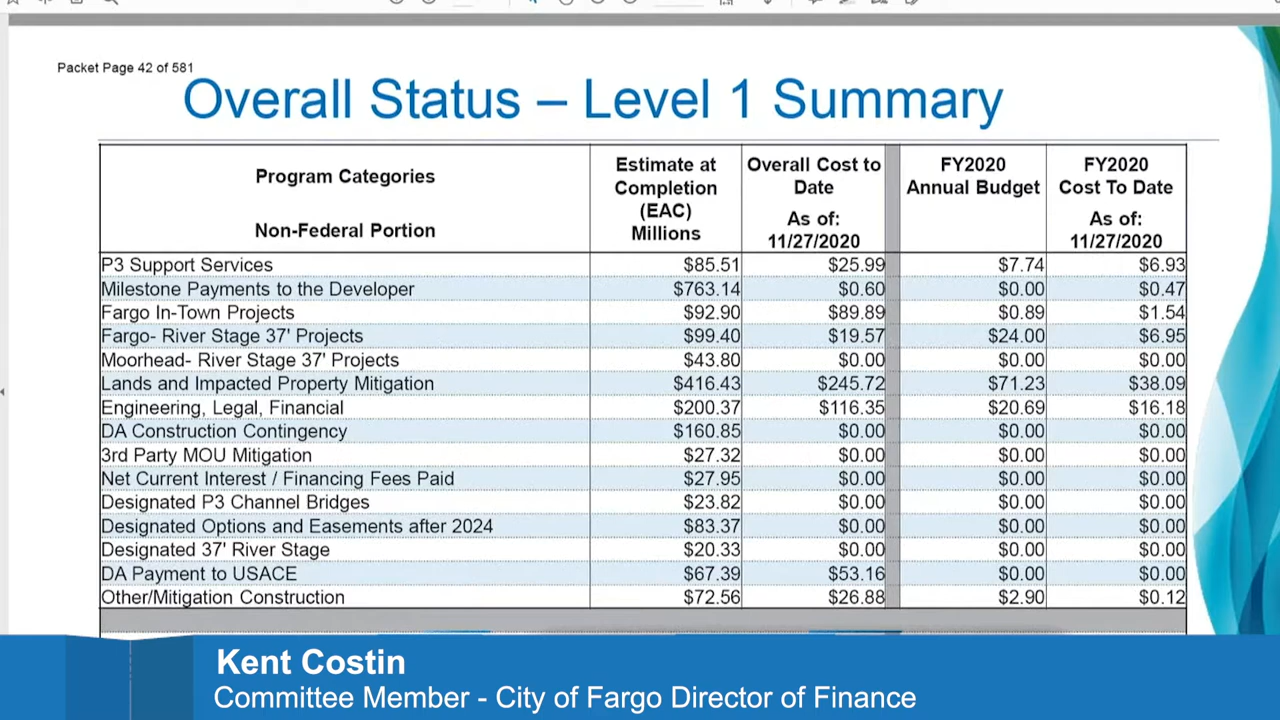 Packet Page 42 of 581
Overall Status – Level 1 Summary
Program Categories
Non-Federal Portion
Estimate at Completion (EAC) Millions
Overall Cost to Date As of: 11/27/2020
FY2020 Annual Budget
FY2020 Cost To Date As of: 11/27/2020
P3 Support Services $85.51 $25.99 $7.74 $6.93
Milestone Payments to the Developer $763.14 $0.60 $0.00 $0.47
Fargo In-Town Projects $92.90 $89.89 $0.89 $1.54
Fargo- River Stage 37' Projects $99.40 $19.57 $24.00 $6.95
Moorhead- River Stage 37' Projects $43.80 $0.00 $0.00 $0.00
Lands and Impacted Property Mitigation $416.43 $245.72 $71.23 $38.09
Engineering, Legal, Financial $200.37 $116.35 $20.69 $16.18
DA Construction Contingency $160.85 $0.00 $0.00 $0.00
3rd Party MOU Mitigation $27.32 $0.00 $0.00 $0.00
Net Current Interest / Financing Fees Paid $27.95 $0.00 $0.00 $0.00
Designated P3 Channel Bridges $23.82 $0.00 $0.00 $0.00
Designated Options and Easements after 2024 $83.37 $0.00 $0.00 $0.00
Designated 37' River Stage $20.33 $0.00 $0.00 $0.00
DA Payment to USACE $67.39 $53.16 $0.00 $0.00
Other/Mitigation Construction $72.56 $26.88 $2.90 $0.12
Kent Costin
Committee Member - City of Fargo Director of Finance